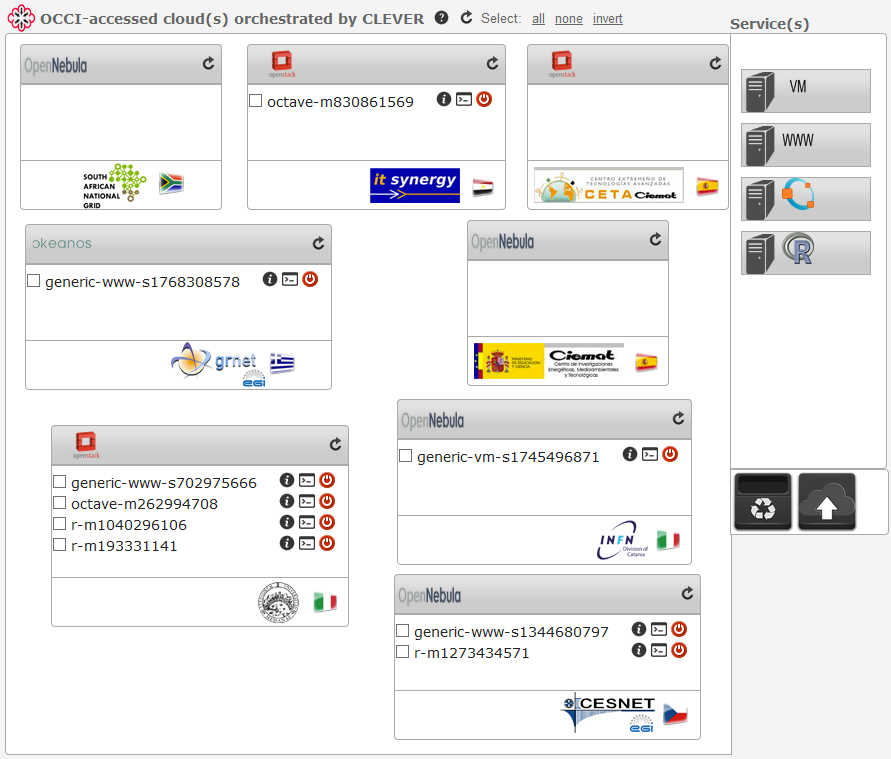 OCCI-accessed cloud(s) orchestrated by CLEVER ? Select: all none invert
Service(s)
OpenNebula
SOUTH
AFRICAN
NATIONAL
GRID
openstack
octave-m830861569
it synergy
openstack
CENTRO EXTREMEÑO DE
TECNOLOGÍAS AVANZADAS
CETA Ciemat
VM
WWW
R
okeanos
generic-www-s1768308578
grnet
egi
OpenNebula
MINISTERIO
DE EDUCACIÓN
Y CIENCIA
Ciemat
Centro de Investigaciones
Energéticas, Medioambientales
y Tecnológicas
openstack
generic-www-s702975666
octave-m262994708
r-m1040296106
r-m193331141
OpenNebula
generic-vm-s1745496871
INFN
Division of
Catania
OpenNebula
generic-www-s1344680797
r-m1273434571
CESNET
egi